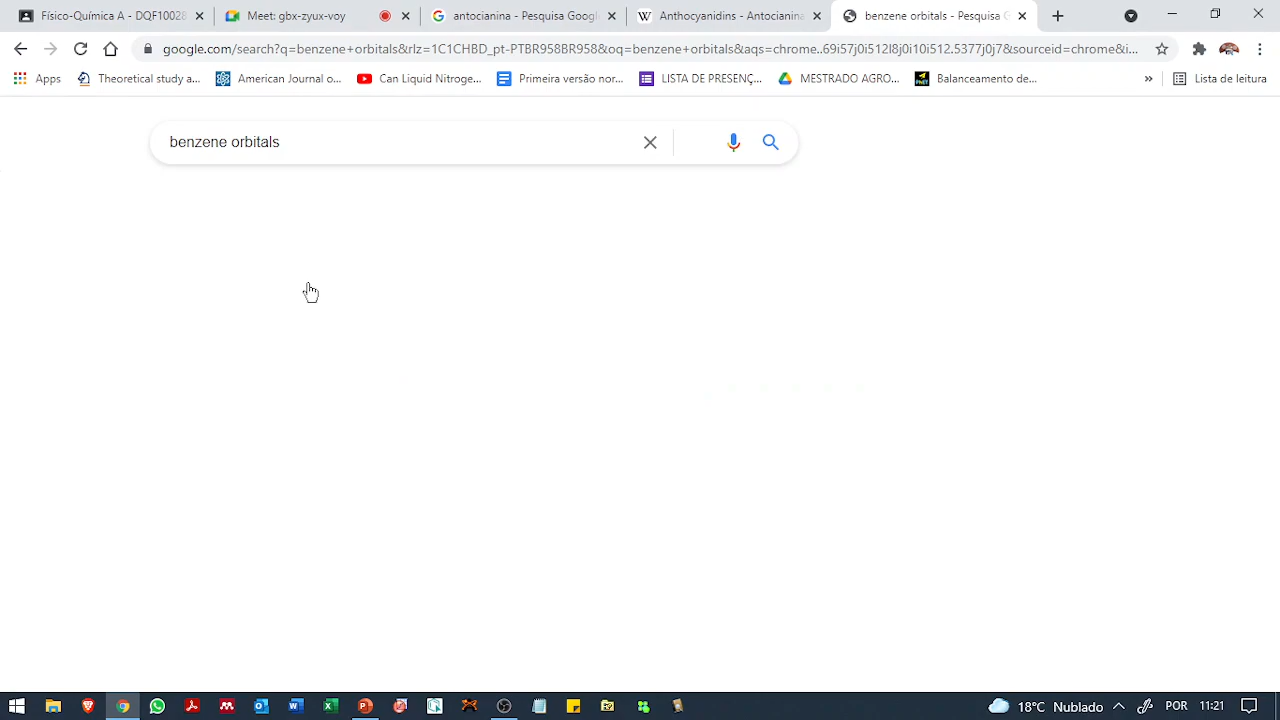 Físico-Química A - DQF10028
Meet: gbx-zyux-voy
antocianina - Pesquisa Googl
Anthocyanidins - Antocianina
benzene orbitals - Pesquisa G
google.com/search?q=benzene+orbitals&rlz=1C1CHBD_pt-PTBR958BR958&oq=benzene+orbitals&aqs=chrome..69i57j0i512l8j0i10i512.5377j0j7&sourceid=chrome&i...
Apps
Theoretical study a...
American Journal o...
Can Liquid Nitroge...
Primeira versão nor...
LISTA DE PRESENÇ...
MESTRADO AGRO...
Balanceamento de...
»
Lista de leitura
benzene orbitals
18°C Nublado
POR
11:21